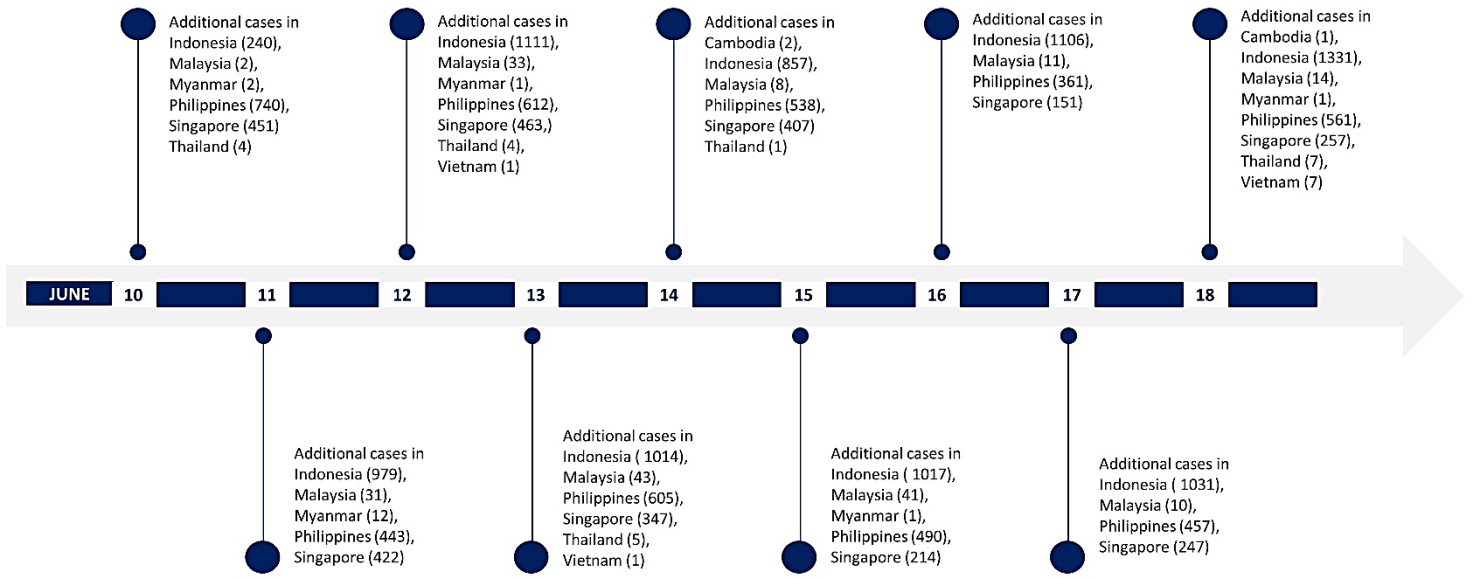 Additional cases in
Indonesia (240),
Malaysia (2),
Myanmar (2),
Philippines (740),
Singapore (451)
Thailand (4)
Additional cases in
Indonesia (1111),
Malaysia (33),
Myanmar (1),
Philippines (612),
Singapore (463,)
Thailand (4),
Vietnam (1)
Additional cases in
Cambodia (2),
Indonesia (857),
Malaysia (8),
Philippines (538),
Singapore (407)
Thailand (1)
Additional cases in
Indonesia (1106),
Malaysia (11),
Philippines (361),
Singapore (151)
Additional cases in
Cambodia (1),
Indonesia (1331),
Malaysia (14),
Myanmar (1),
Philippines (561),
Singapore (257),
Thailand (7),
Vietnam (7)
JUNE 10 11 12 13 14 15 16 17 18
Additional cases in
Indonesia (979),
Malaysia (31),
Myanmar (12),
Philippines (443),
Singapore (422)
Additional cases in
Indonesia ( 1014),
Malaysia (43),
Philippines (605),
Singapore (347),
Thailand (5),
Vietnam (1)
Additional cases in
Indonesia ( 1017),
Malaysia (41),
Myanmar (1),
Philippines (490),
Singapore (214)
Additional cases in
Indonesia ( 1031),
Malaysia (10),
Philippines (457),
Singapore (247)